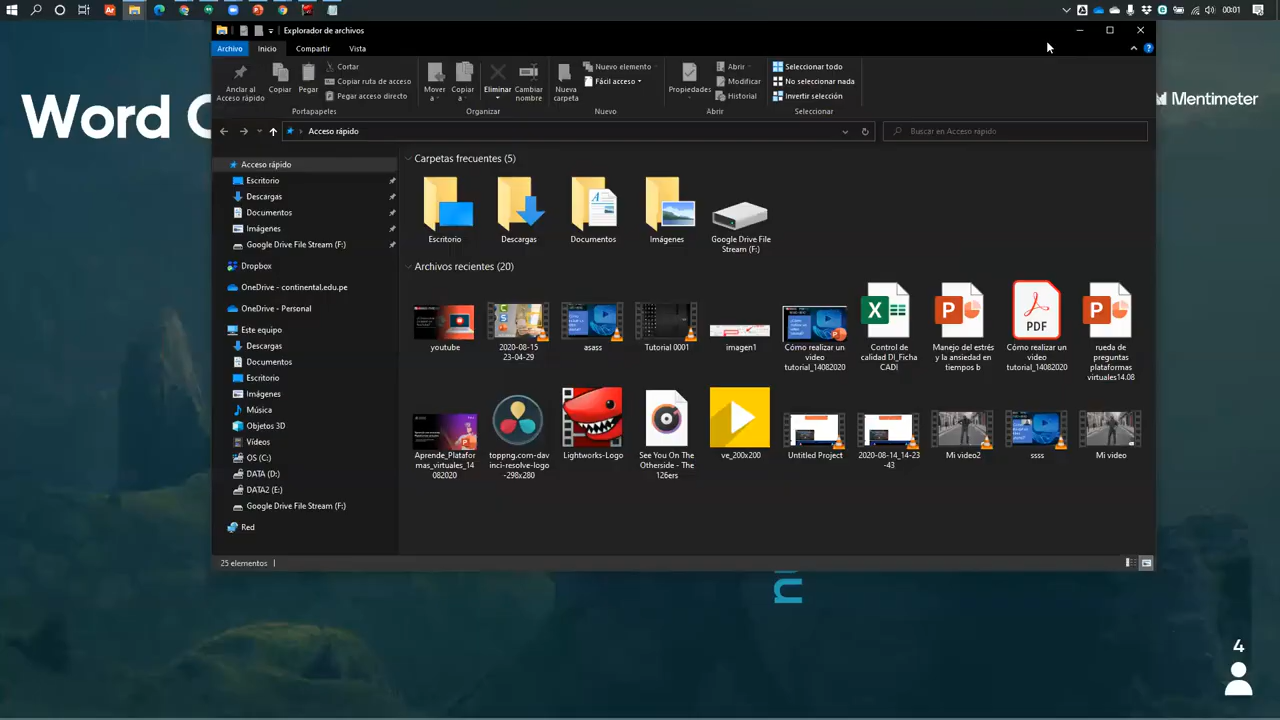 00:01
Explorador de archivos
Archivo
Inicio
Compartir
Vista
Anclar al
Acceso rápido
Copiar
Pegar
Cortar
Copiar ruta de acceso
Pegar acceso directo
Portapapeles
Mover
a
Copiar
a
Eliminar
Cambiar
nombre
Organizar
Nueva
carpeta
Nuevo elemento
Fácil acceso
Nuevo
Propiedades
Abrir
Modificar
Historial
Abrir
Seleccionar todo
No seleccionar nada
Invertir selección
Seleccionar
Word C
Mentimeter
Acceso rápido
Buscar en Acceso rápido
Acceso rápido
Escritorio
Descargas
Documentos
Imágenes
Google Drive File Stream (F:)
Dropbox
OneDrive - continental.edu.pe
OneDrive - Personal
Este equipo
Descargas
Documentos
Escritorio
Imágenes
Música
Objetos 3D
Vídeos
OS (C:)
DATA (D:)
DATA2 (E:)
Google Drive File Stream (F:)
Red
Carpetas frecuentes (5)
Escritorio
Descargas
Documentos
Imágenes
Google Drive File
Stream (F:)
Archivos recientes (20)
youtube
2020-08-15
23-04-29
asass
Tutorial 0001
imagen1
Cómo realizar un
video
tutorial_14082020
Control de
calidad DI_Ficha
CADI
Manejo del estrés
y la ansiedad en
tiempos b
PDF
Cómo realizar un
video
tutorial_14082020
rueda de
preguntas
plataformas
virtuales14.08
Aprende_Platafor
mas_virtuales_14
082020
toppng.com-dav
inci-resolve-logo
-298x280
Lightworks-Logo
See You On The
Otherside - The
126ers
ve_200x200
Untitled Project
2020-08-14_14-23
-43
Mi video2
ssss
Mi video
25 elementos
4